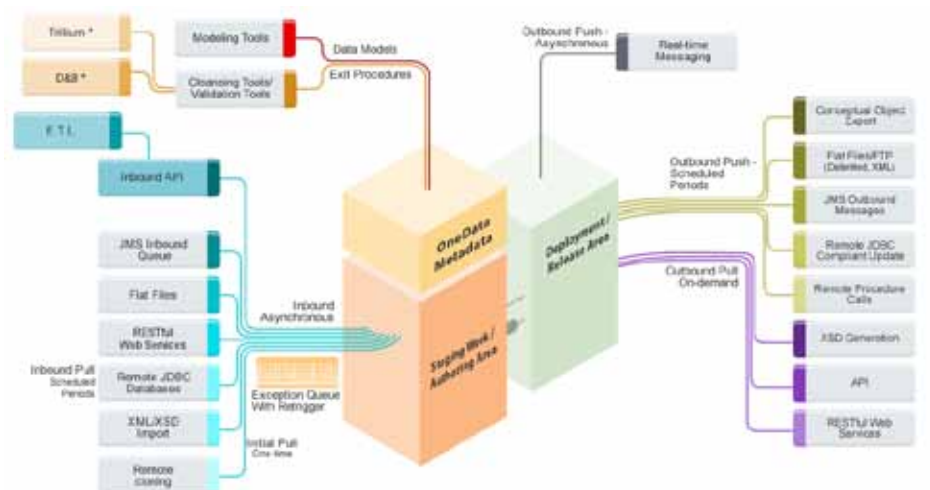 Trillium *
D&B *
E.T.L.
Inbound API
Modeling Tools
Cleansing Tools/
Validation Tools
Data Models
Exit Procedures
Outbound Push -
Asynchronous
Real-time
Messaging
JMS Inbound
Queue
Flat Files
RESTful
Web Services
Remote JDBC
Databases
XML/XSD
Import
Remote
cloning
Inbound Pull
Scheduled
Periods
Inbound
Asynchronous
Exception Queue
With Retrigger
Initial Pull
One-time
OneData
Metadata
Staging Work /
Authoring Area
Deployment /
Release Area
Outbound Push -
Scheduled
Periods
Outbound Pull
On-demand
Conceptual Object
Export
Flat Files/FTP
(Delimited, XML)
JMS Outbound
Messages
Remote JDBC
Compliant Update
Remote Procedure
Calls
XSD Generation
API
RESTful Web
Services